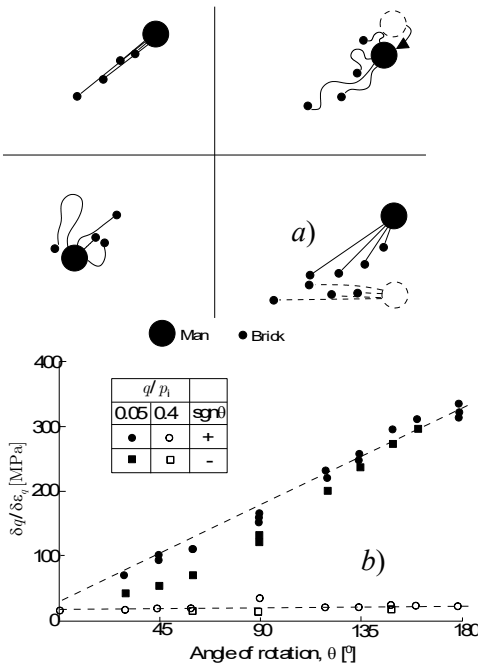 a)
Man
Brick
400
300
200
100
0
δq/δε_q [MPa]
q/p_i
0.05 0.4 sgnθ
+
-
b)
45 90 135 180
Angle of rotation, θ [º]